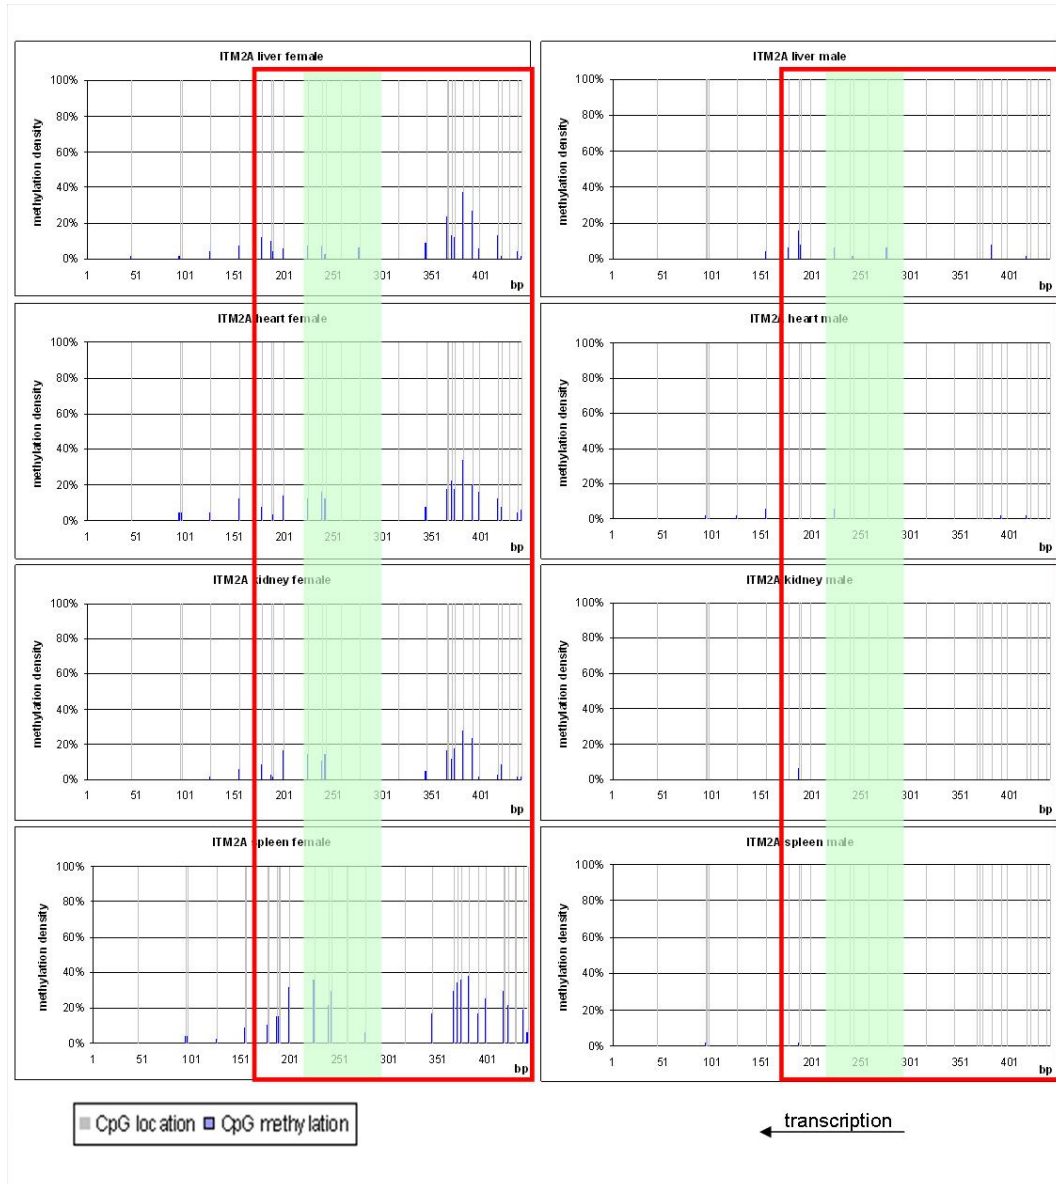 ITM2A liver female
methylation density
100%
80%
60%
40%
20%
0%
1 51 101 151 201 251 301 351 401
bp
ITM2A liver male
methylation density
100%
80%
60%
40%
20%
0%
1 51 101 151 201 251 301 351 401
bp
ITM2A heart female
methylation density
100%
80%
60%
40%
20%
0%
1 51 101 151 201 251 301 351 401
bp
ITM2A heart male
methylation density
100%
80%
60%
40%
20%
0%
1 51 101 151 201 251 301 351 401
bp
ITM2A kidney female
methylation density
100%
80%
60%
40%
20%
0%
1 51 101 151 201 251 301 351 401
bp
ITM2A kidney male
methylation density
100%
80%
60%
40%
20%
0%
1 51 101 151 201 251 301 351 401
bp
ITM2A spleen female
methylation density
100%
80%
60%
40%
20%
0%
1 51 101 151 201 251 301 351 401
bp
ITM2A spleen male
methylation density
100%
80%
60%
40%
20%
0%
1 51 101 151 201 251 301 351 401
bp
CpG location CpG methylation
transcription